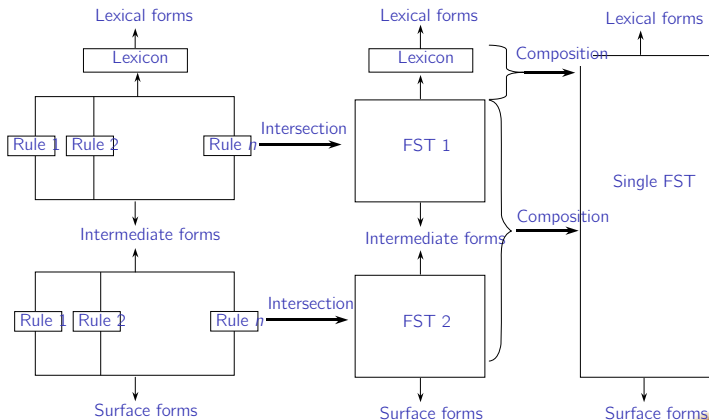 Lexical forms
Lexicon
Rule 1
Rule 2
Rule n
Intermediate forms
Rule 1
Rule 2
Rule n
Surface forms
Intersection
Intersection
Lexical forms
Lexicon
FST 1
Intermediate forms
FST 2
Surface forms
Composition
Composition
Lexical forms
Single FST
Surface forms